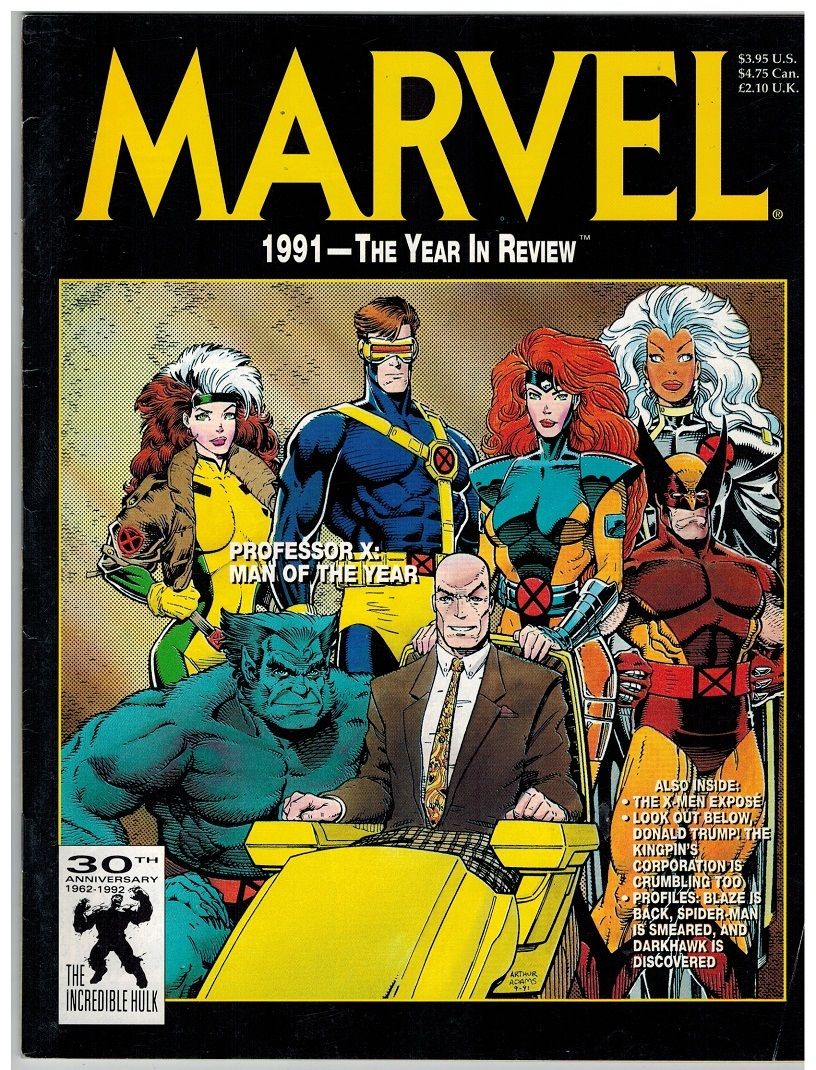 MARVEL®
$3.95 U.S.
$4.75 Can.
£2.10 U.K.
1991—THE YEAR IN REVIEW™
PROFESSOR X:
MAN OF THE YEAR
ALSO INSIDE:
• THE X-MEN EXPOSÉ
• LOOK OUT BELOW,
DONALD TRUMP! THE
KINGPIN'S
CORPORATION IS
CRUMBLING TOO
• PROFILES: BLAZE IS
BACK, SPIDER-MAN
IS SMEARED, AND
DARKHAWK IS
DISCOVERED
30TH
ANNIVERSARY
1962-1992
THE
INCREDIBLE HULK
ARTHUR
ADAMS
9-91